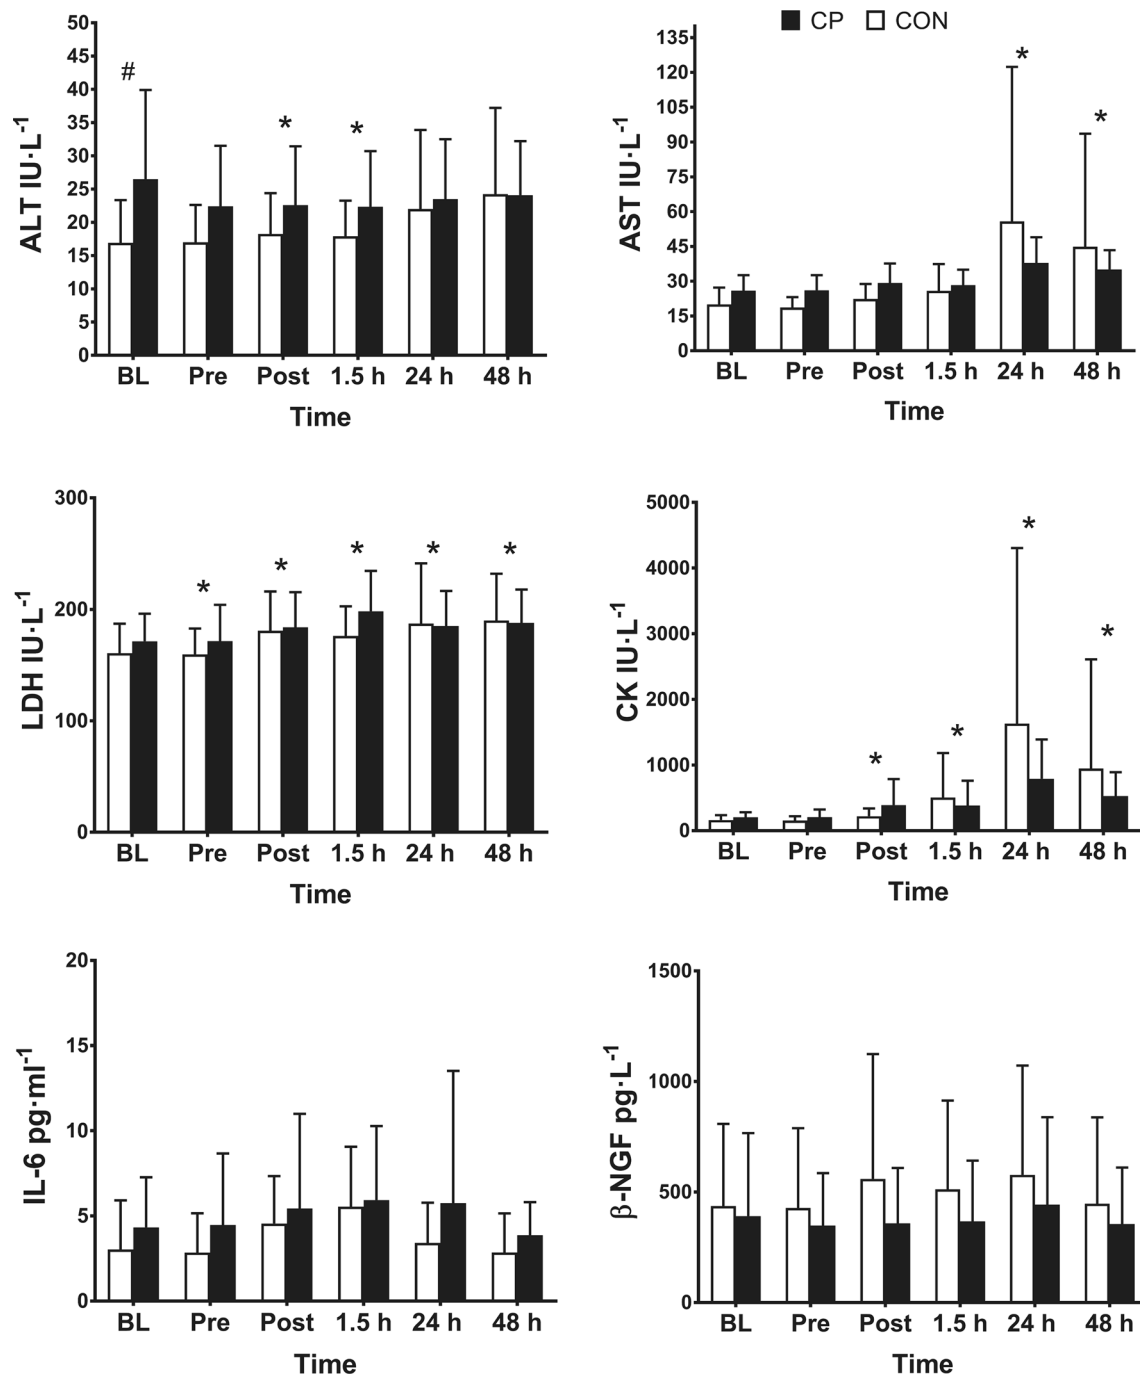 CP CON
ALT IU·L-1
50
45
40
35
30
25
20
15
10
5
0
#
*
*
BL Pre Post 1.5 h 24 h 48 h
Time
AST IU·L-1
135
120
105
90
75
60
45
30
15
0
*
*
BL Pre Post 1.5 h 24 h 48 h
Time
LDH IU·L-1
300
200
100
0
*
*
*
*
*
BL Pre Post 1.5 h 24 h 48 h
Time
CK IU·L-1
5000
4000
3000
2000
1000
0
*
*
*
*
BL Pre Post 1.5 h 24 h 48 h
Time
IL-6 pg·ml-1
20
15
10
5
0
BL Pre Post 1.5 h 24 h 48 h
Time
β-NGF pg·L-1
1500
1000
500
0
BL Pre Post 1.5 h 24 h 48 h
Time